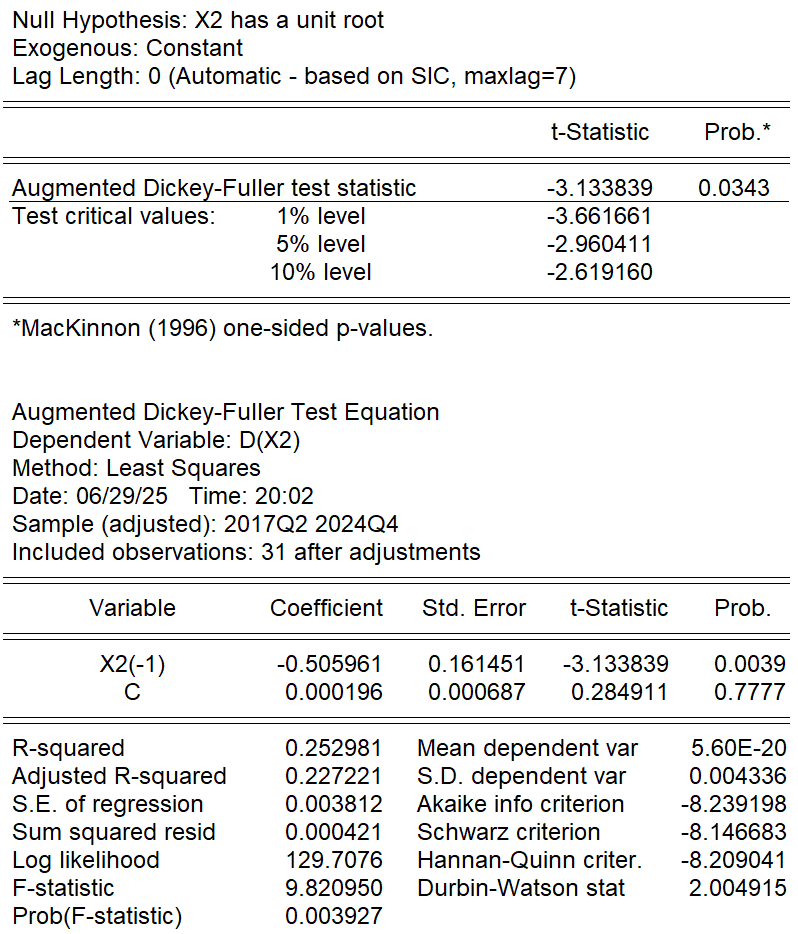 Null Hypothesis: X2 has a unit root
Exogenous: Constant
Lag Length: 0 (Automatic - based on SIC, maxlag=7)
t-Statistic Prob.*
Augmented Dickey-Fuller test statistic -3.133839 0.0343
Test critical values: 1% level -3.661661
5% level -2.960411
10% level -2.619160
*MacKinnon (1996) one-sided p-values.
Augmented Dickey-Fuller Test Equation
Dependent Variable: D(X2)
Method: Least Squares
Date: 06/29/25 Time: 20:02
Sample (adjusted): 2017Q2 2024Q4
Included observations: 31 after adjustments
Variable Coefficient Std. Error t-Statistic Prob.
X2(-1) -0.505961 0.161451 -3.133839 0.0039
C 0.000196 0.000687 0.284911 0.7777
R-squared 0.252981 Mean dependent var 5.60E-20
Adjusted R-squared 0.227221 S.D. dependent var 0.004336
S.E. of regression 0.003812 Akaike info criterion -8.239198
Sum squared resid 0.000421 Schwarz criterion -8.146683
Log likelihood 129.7076 Hannan-Quinn criter. -8.209041
F-statistic 9.820950 Durbin-Watson stat 2.004915
Prob(F-statistic) 0.003927